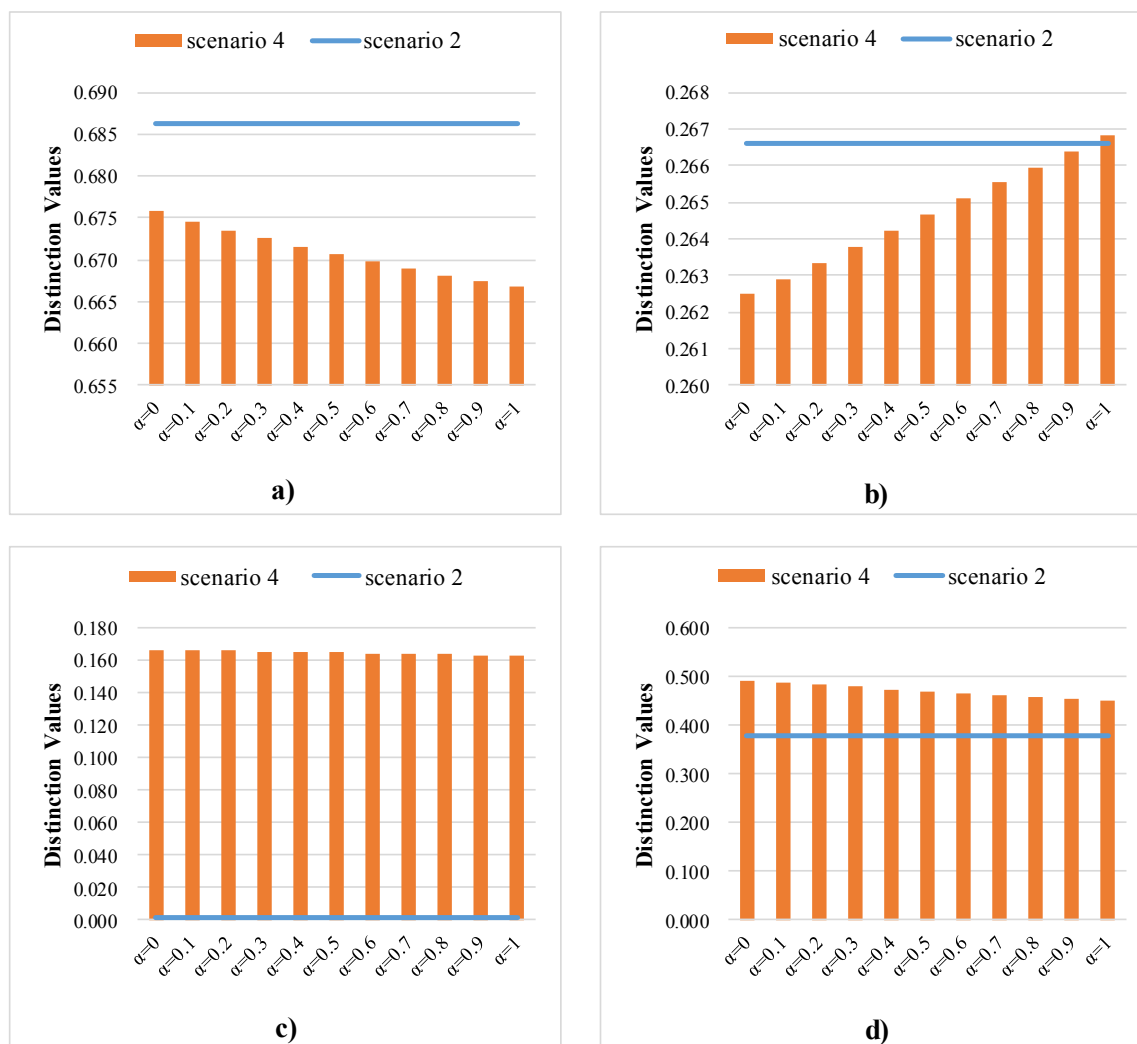 scenario 4 scenario 2
0.690
0.685
0.680
0.675
0.670
0.665
0.660
0.655
Distinction Values
α=0 α=0.1 α=0.2 α=0.3 α=0.4 α=0.5 α=0.6 α=0.7 α=0.8 α=0.9 α=1
a)
scenario 4 scenario 2
0.268
0.267
0.266
0.265
0.264
0.263
0.262
0.261
0.260
Distinction Values
α=0 α=0.1 α=0.2 α=0.3 α=0.4 α=0.5 α=0.6 α=0.7 α=0.8 α=0.9 α=1
b)
scenario 4 scenario 2
0.180
0.160
0.140
0.120
0.100
0.080
0.060
0.040
0.020
0.000
Distinction Values
α=0 α=0.1 α=0.2 α=0.3 α=0.4 α=0.5 α=0.6 α=0.7 α=0.8 α=0.9 α=1
c)
scenario 4 scenario 2
0.600
0.500
0.400
0.300
0.200
0.100
0.000
Distinction Values
α=0 α=0.1 α=0.2 α=0.3 α=0.4 α=0.5 α=0.6 α=0.7 α=0.8 α=0.9 α=1
d)